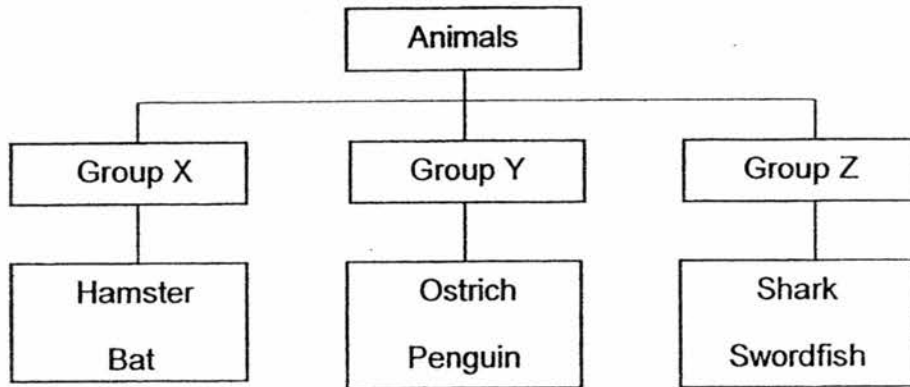 Animals
Group X
Group Y
Group Z
Hamster
Bat
Ostrich
Penguin
Shark
Swordfish